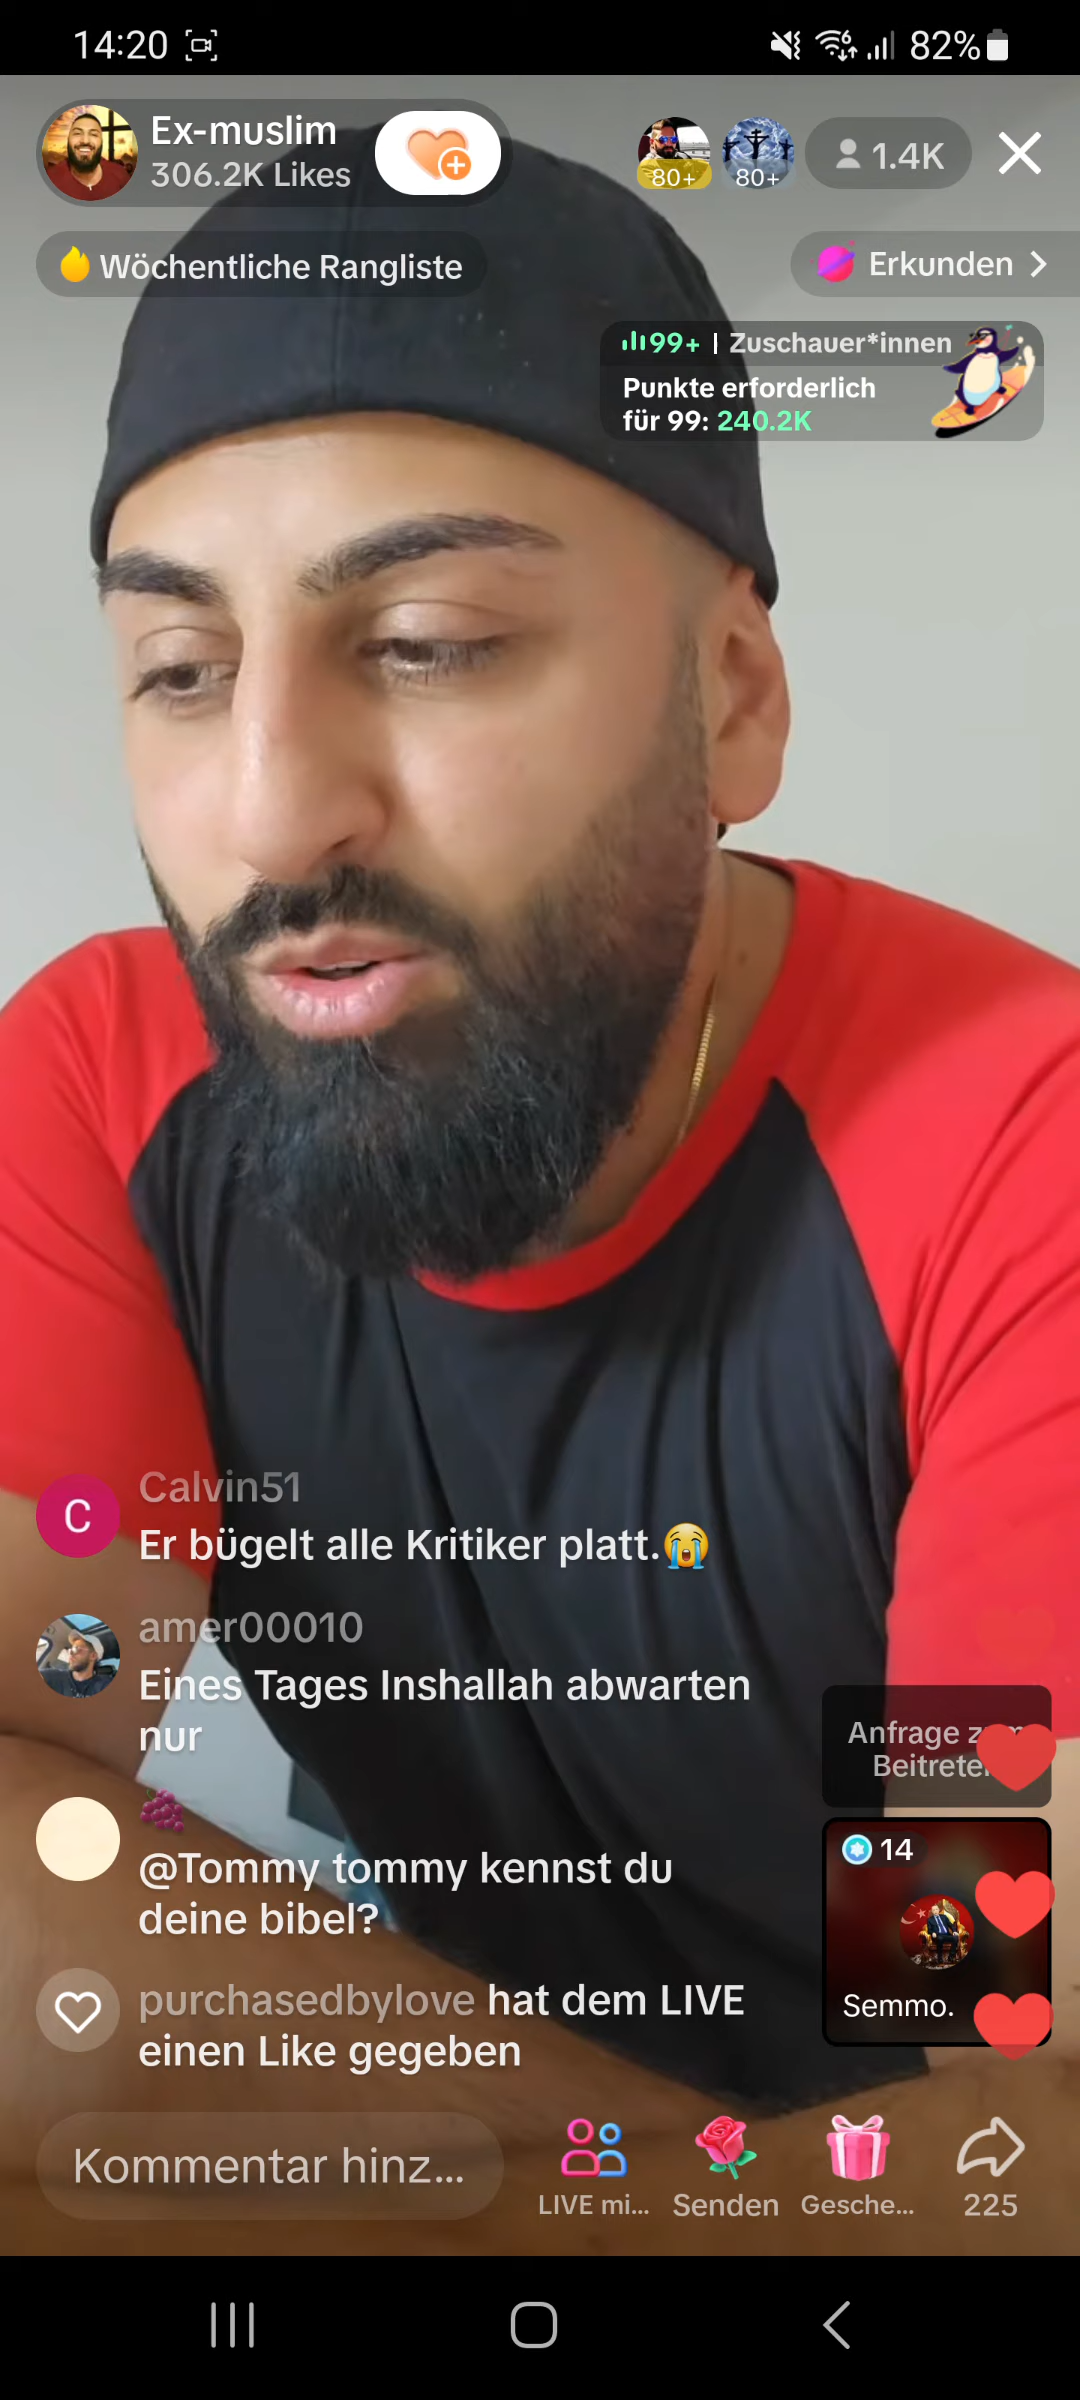 14:20
82%
Ex-muslim
306.2K Likes
80+
80+
1.4K
Wöchentliche Rangliste
Erkunden
99+ | Zuschauer*innen
Punkte erforderlich
für 99: 240.2K
Calvin51
Er bügelt alle Kritiker platt.😭
amer00010
Eines Tages Inshallah abwarten
nur
🍇
@Tommy tommy kennst du
deine bibel?
purchasedbylove hat dem LIVE
einen Like gegeben
Anfrage
14
Semmo.
Kommentar hinz...
LIVE mi...
Senden
Gesche...
225